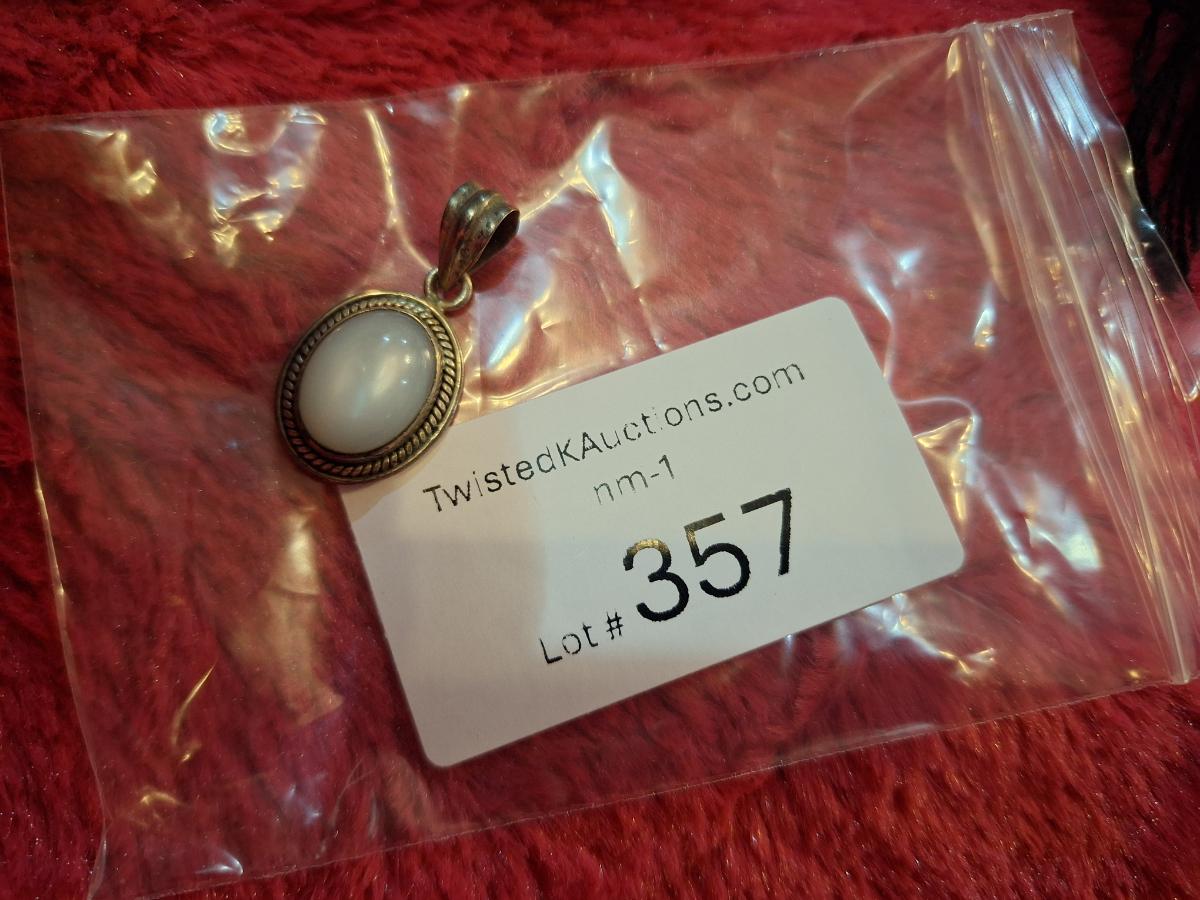 TwistedKAuctions.com
nm-1
Lot # 357